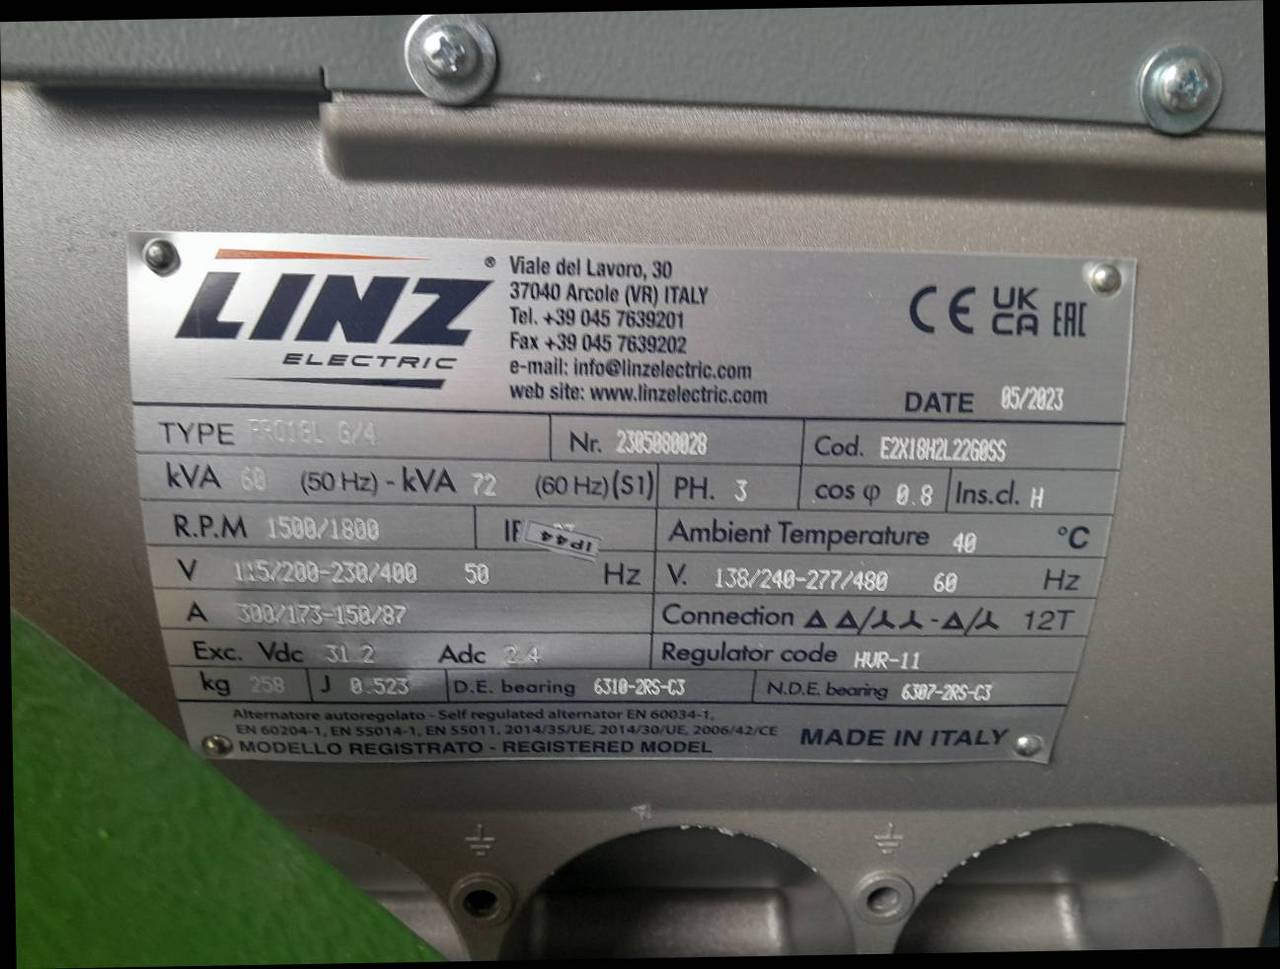 LINZ ®
ELECTRIC
Viale del Lavoro, 30
37040 Arcole (VR) ITALY
Tel. +39 045 7639201
Fax +39 045 7639202
e-mail: info@linzelectric.com
web site: www.linzelectric.com
CE UK CA EAC
DATE 05/2023
TYPE PRO18L G/4 Nr. 2305080028 Cod. E2X18H2L22G0SS
kVA 60 (50 Hz) - kVA 72 (60 Hz)(S1) PH. 3 cos φ 0.8 Ins.cl. H
R.P.M 1500/1800 IP44 Ambient Temperature 40 °C
V 115/200-230/400 50 Hz V. 138/240-277/480 60 Hz
A 300/173-150/87 Connection Δ Δ/⅄ ⅄ - Δ/⅄ 12T
Exc. Vdc 31.2 Adc 2.4 Regulator code HVR-11
kg 258 J 0.523 D.E. bearing 6310-2RS-C3 N.D.E. bearing 6307-2RS-C3
Alternatore autoregolato - Self regulated alternator EN 60034-1,
EN 60204-1, EN 55014-1, EN 55011, 2014/35/UE, 2014/30/UE, 2006/42/CE
MODELLO REGISTRATO - REGISTERED MODEL MADE IN ITALY